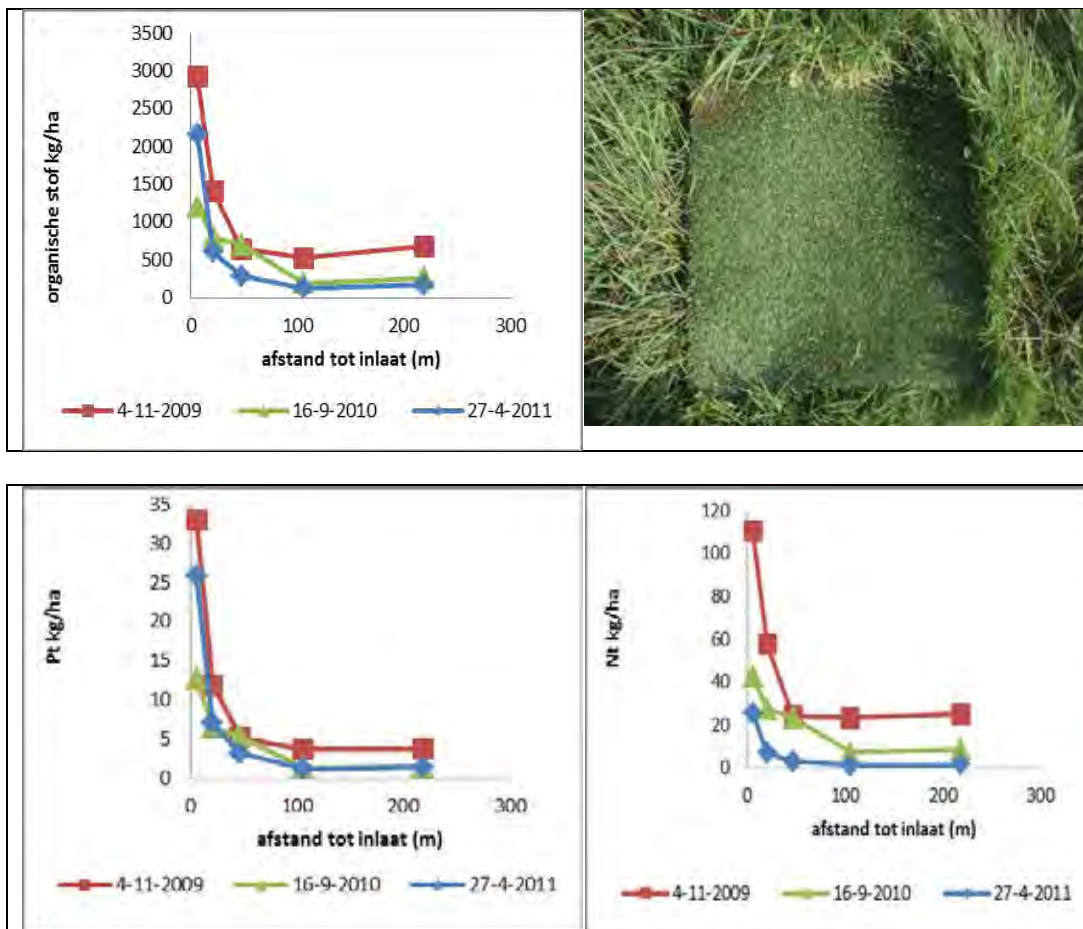 3500
3000
2500
2000
1500
1000
500
0
organische stof kg/ha
0 100 200 300
afstand tot inlaat (m)
4-11-2009 16-9-2010 27-4-2011
35
30
25
20
15
10
5
0
Pt kg/ha
0 100 200 300
afstand tot inlaat (m)
4-11-2009 16-9-2010 27-4-2011
120
100
80
60
40
20
0
Nt kg/ha
0 100 200 300
afstand tot inlaat (m)
4-11-2009 16-9-2010 27-4-2011